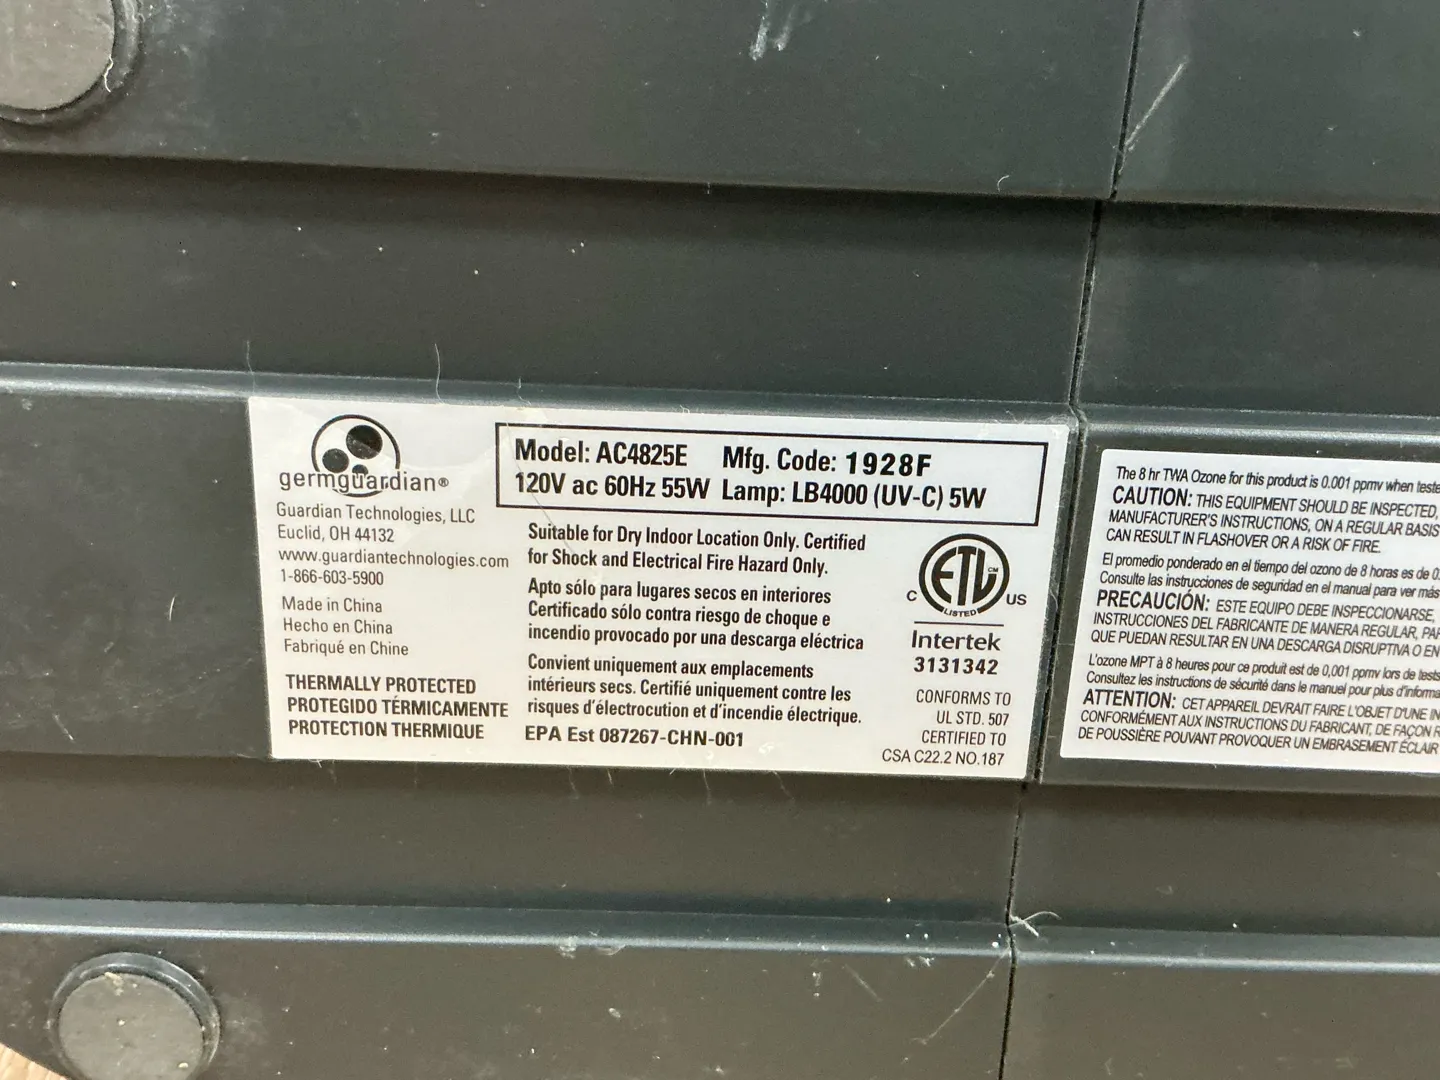 germguardian®
Guardian Technologies, LLC
Euclid, OH 44132
www.guardiantechnologies.com
1-866-603-5900
Made in China
Hecho en China
Fabriqué en Chine
THERMALLY PROTECTED
PROTEGIDO TÉRMICAMENTE
PROTECTION THERMIQUE
Model: AC4825E Mfg. Code: 1928F
120V ac 60Hz 55W Lamp: LB4000 (UV-C) 5W
Suitable for Dry Indoor Location Only. Certified
for Shock and Electrical Fire Hazard Only.
Apto sólo para lugares secos en interiores
Certificado sólo contra riesgo de choque e
incendio provocado por una descarga eléctrica
Convient uniquement aux emplacements
intérieurs secs. Certifié uniquement contre les
risques d'électrocution et d'incendie électrique.
EPA Est 087267-CHN-001
ETL CM
C US
LISTED
Intertek
3131342
CONFORMS TO
UL STD. 507
CERTIFIED TO
CSA C22.2 NO.187
The 8 hr TWA Ozone for this product is 0.001 ppmv when teste
CAUTION: THIS EQUIPMENT SHOULD BE INSPECTED,
MANUFACTURER'S INSTRUCTIONS, ON A REGULAR BASIS
CAN RESULT IN FLASHOVER OR A RISK OF FIRE.
El promedio ponderado en el tiempo del ozono de 8 horas es de 0.
Consulte las instrucciones de seguridad en el manual para ver más
PRECAUCIÓN: ESTE EQUIPO DEBE INSPECCIONARSE,
INSTRUCCIONES DEL FABRICANTE DE MANERA REGULAR, PA
QUE PUEDAN RESULTAR EN UNA DESCARGA DISRUPTIVA O EN
L'ozone MPT à 8 heures pour ce produit est de 0,001 ppmv lors de tests
Consultez les instructions de sécurité dans le manuel pour plus d'informa
ATTENTION: CET APPAREIL DEVRAIT FAIRE L'OBJET D'UNE IN
CONFORMÉMENT AUX INSTRUCTIONS DU FABRICANT, DE FAÇON R
DE POUSSIÈRE POUVANT PROVOQUER UN EMBRASEMENT ÉCLAIR